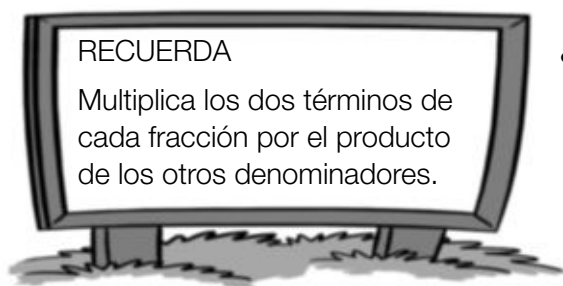 RECUERDA
Multiplica los dos términos de
cada fracción por el producto
de los otros denominadores.